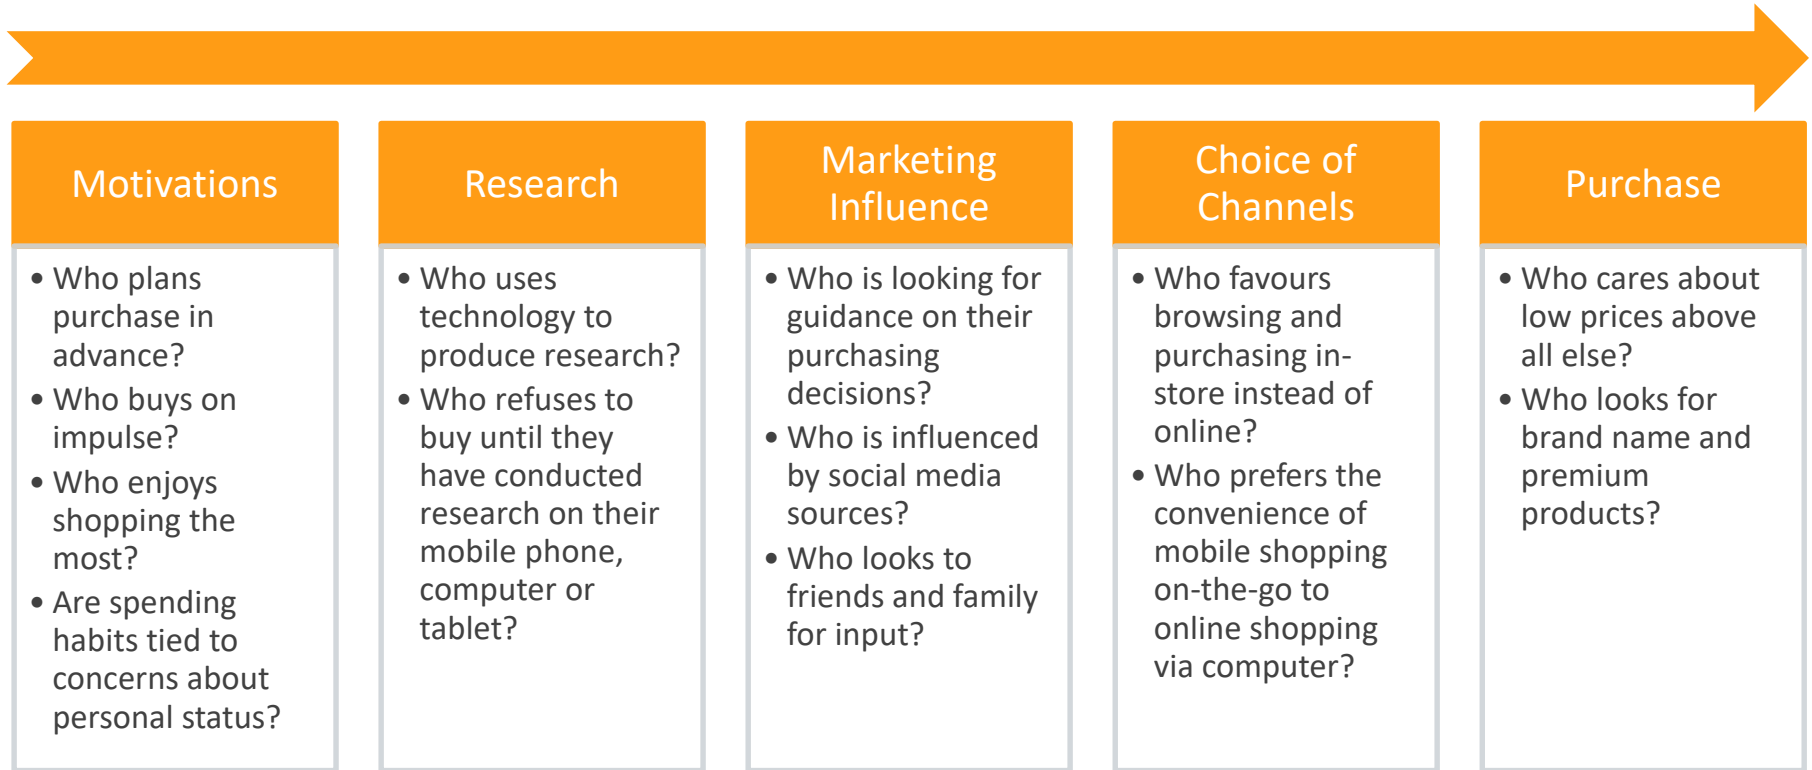 Motivations
• Who plans
purchase in
advance?
• Who buys on
impulse?
• Who enjoys
shopping the
most?
• Are spending
habits tied to
concerns about
personal status?
Research
• Who uses
technology to
produce research?
• Who refuses to
buy until they
have conducted
research on their
mobile phone,
computer or
tablet?
Marketing
Influence
• Who is looking for
guidance on their
purchasing
decisions?
• Who is influenced
by social media
sources?
• Who looks to
friends and family
for input?
Choice of
Channels
• Who favours
browsing and
purchasing in-
store instead of
online?
• Who prefers the
convenience of
mobile shopping
on-the-go to
online shopping
via computer?
Purchase
• Who cares about
low prices above
all else?
• Who looks for
brand name and
premium
products?